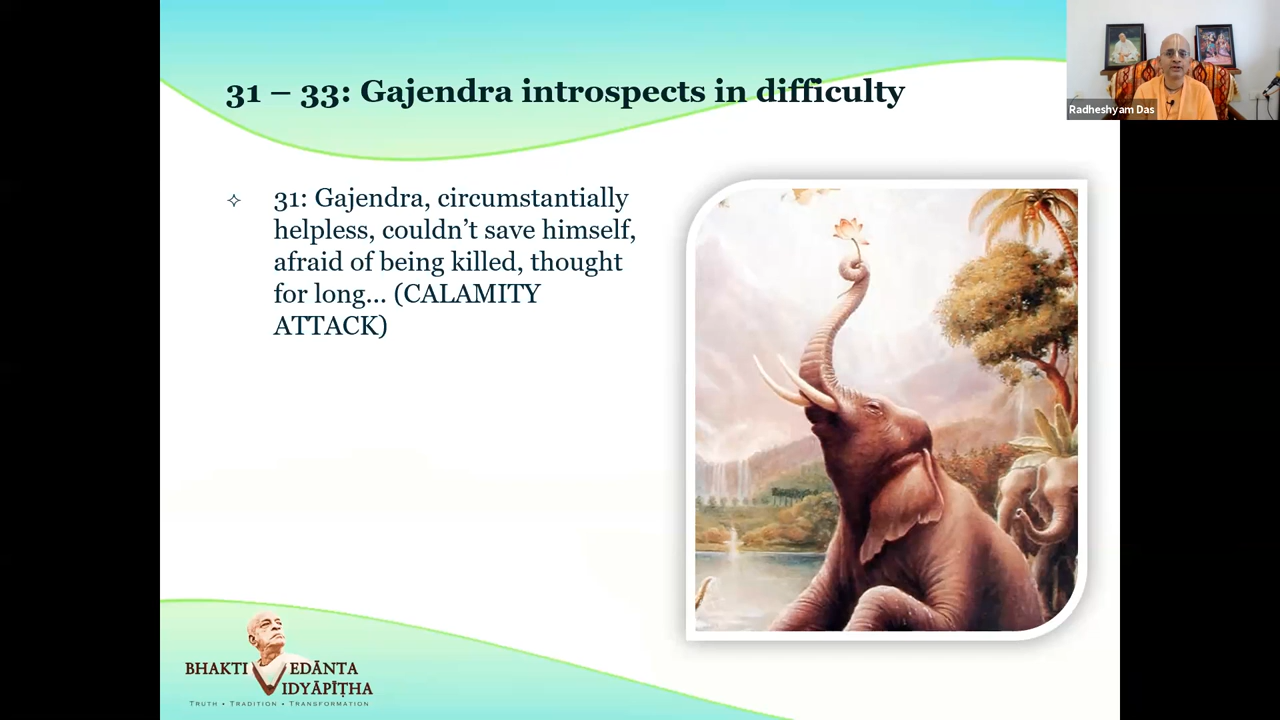 31 – 33: Gajendra introspects in difficulty
Radheshyam Das
31: Gajendra, circumstantially
helpless, couldn’t save himself,
afraid of being killed, thought
for long... (CALAMITY
ATTACK)
BHAKTI VEDĀNTA
VIDYĀPĪṬHA
TRUTH • TRADITION • TRANSFORMATION